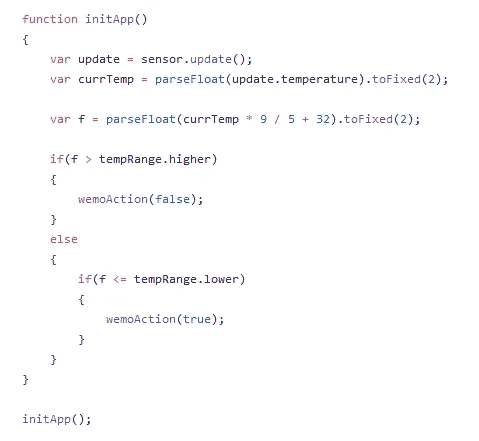 function initApp()
{
    var update = sensor.update();
    var currTemp = parseFloat(update.temperature).toFixed(2);

    var f = parseFloat(currTemp * 9 / 5 + 32).toFixed(2);

    if(f > tempRange.higher)
    {
        wemoAction(false);
    }
    else
    {
        if(f <= tempRange.lower)
        {
            wemoAction(true);
        }
    }
}

initApp();